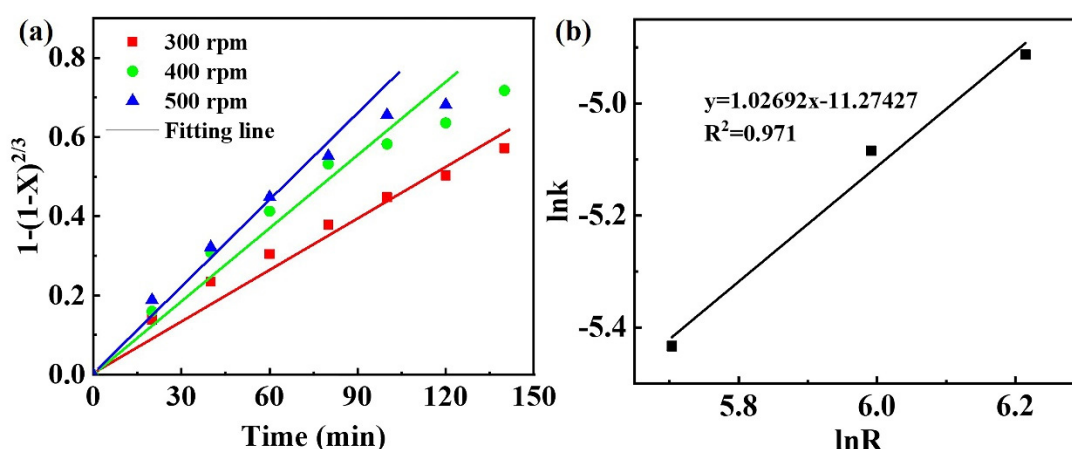 (a)
300 rpm
400 rpm
500 rpm
Fitting line
1-(1-X)^{2/3}
0.8
0.6
0.4
0.2
0.0
0 30 60 90 120 150
Time (min)
(b)
y=1.02692x-11.27427
R²=0.971
lnk
-5.0
-5.2
-5.4
5.8 6.0 6.2
lnR